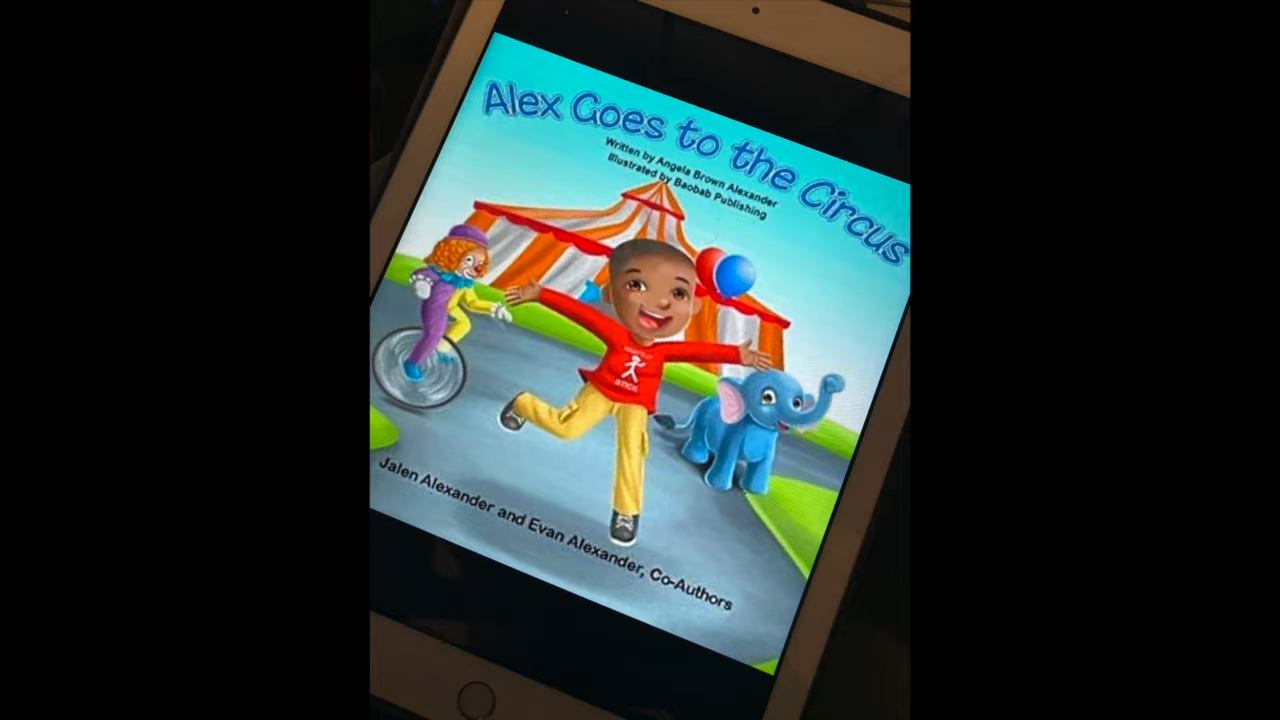 Alex Goes to the Circus
Written by Angela Brown Alexander
Illustrated by Baobab Publishing
Jalen Alexander and Evan Alexander, Co-Authors